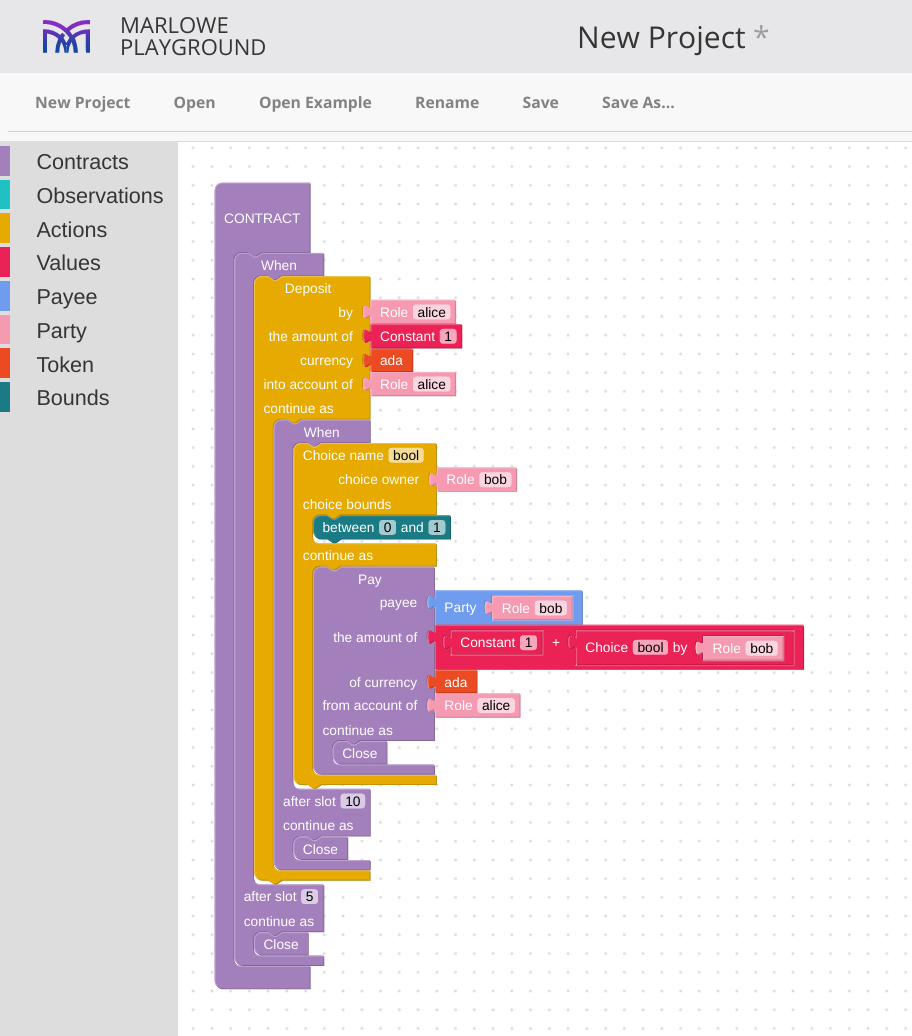 MARLOWE
PLAYGROUND
New Project *
New Project Open Open Example Rename Save Save As...
Contracts
Observations
Actions
Values
Payee
Party
Token
Bounds
CONTRACT
When
Deposit
by Role alice
the amount of Constant 1
currency ada
into account of Role alice
continue as
When
Choice name bool
choice owner Role bob
choice bounds
between 0 and 1
continue as
Pay
payee Party Role bob
the amount of Constant 1 + Choice bool by Role bob
of currency ada
from account of Role alice
continue as
Close
after slot 10
continue as
Close
after slot 5
continue as
Close